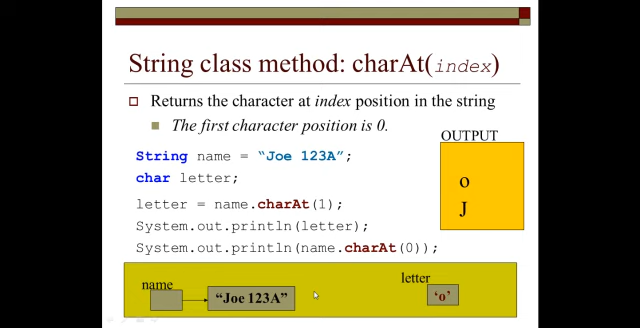 String class method: charAt(index)
Returns the character at index position in the string
The first character position is 0.
OUTPUT
String name = “Joe 123A”;
char letter;
o
letter = name.charAt(1);
J
System.out.println(letter);
System.out.println(name.charAt(0));
name
“Joe 123A”
letter
‘o’